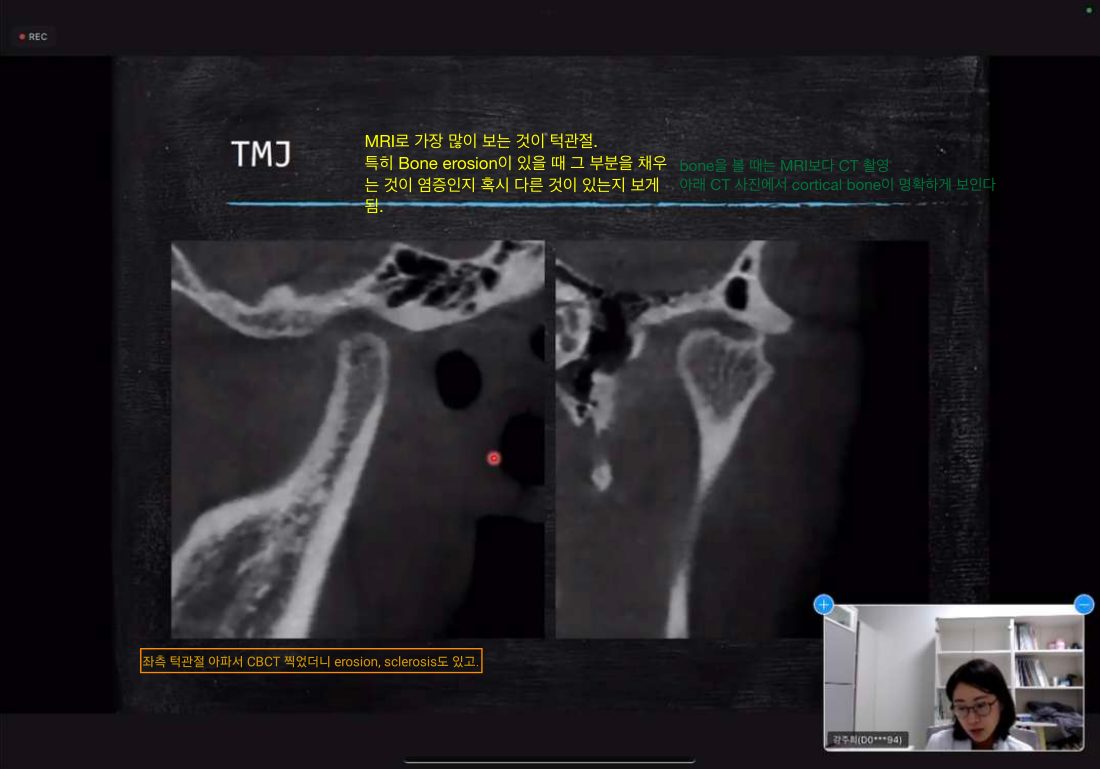 REC
TMJ
MRI로 가장 많이 보는 것이 턱관절.
특히 Bone erosion이 있을 때 그 부분을 채우
는 것이 염증인지 혹시 다른 것이 있는지 보게
됨.
bone을 볼 때는 MRI보다 CT 촬영
아래 CT 사진에서 cortical bone이 명확하게 보인다
좌측 턱관절 아파서 CBCT 찍었더니 erosion, sclerosis도 있고.
강주희(D0***94)